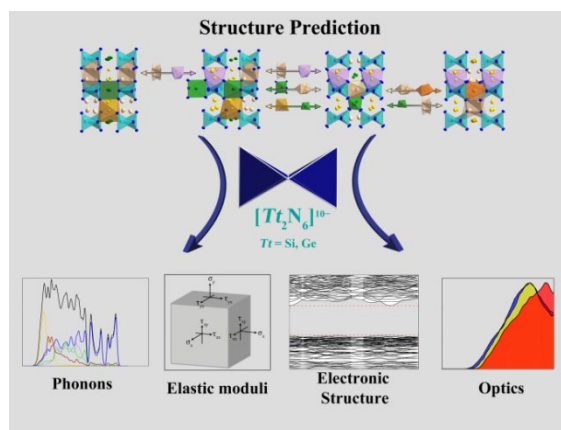 Structure Prediction
[Tt₂N₆]¹⁰⁻
Tt = Si, Ge
Phonons
Elastic moduli
Electronic
Structure
Optics